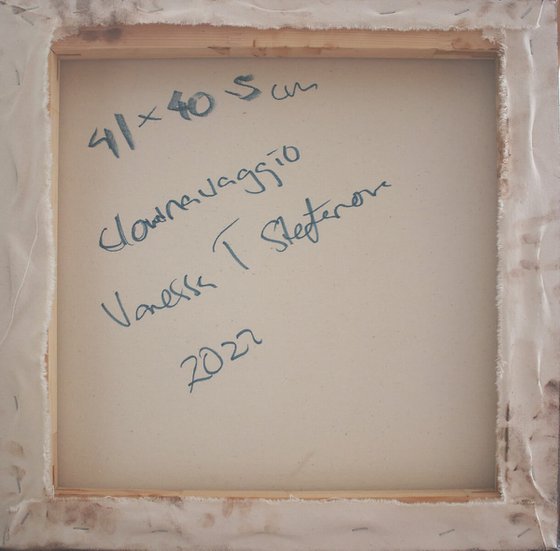 41 x 40 5 cm
clownavaggio
Vanessa T Stefanova
2022